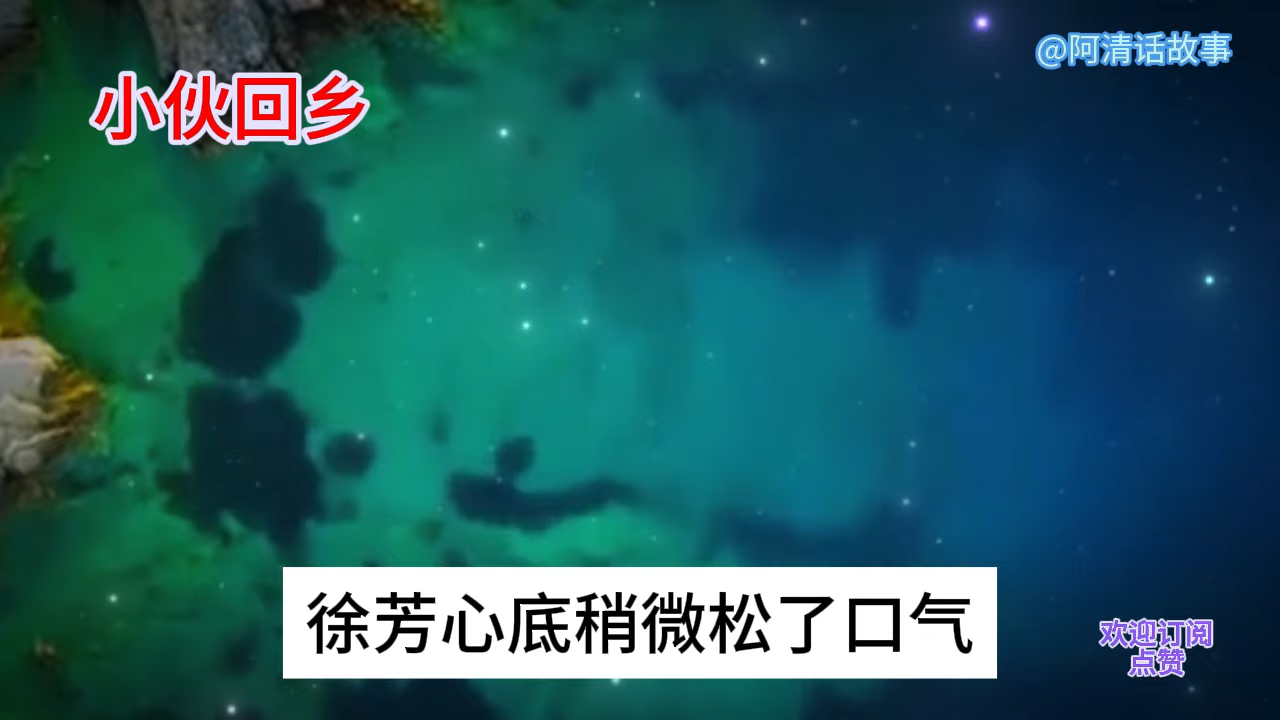 @阿清话故事
小伙回乡
徐芳心底稍微松了口气
欢迎订阅
点赞